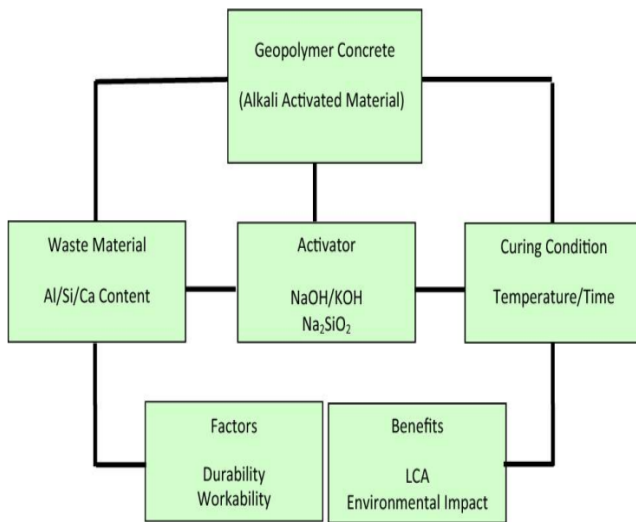 Geopolymer Concrete
(Alkali Activated Material)
Waste Material
Al/Si/Ca Content
Activator
NaOH/KOH
Na₂SiO₂
Curing Condition
Temperature/Time
Factors
Durability
Workability
Benefits
LCA
Environmental Impact